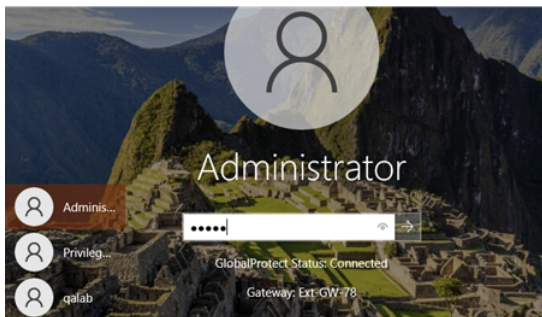 Administrator
Adminis...
Privileg...
GlobalProtect Status: Connected
qalab
Gateway: Ext-GW-78